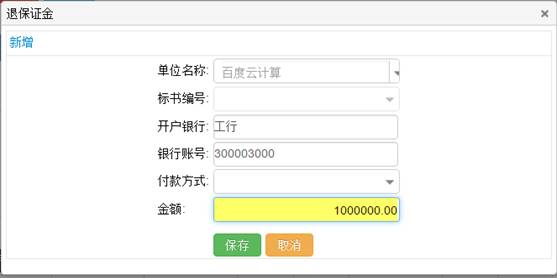 退保证金
新增
单位名称: 百度云计算
标书编号:
开户银行: 工行
银行账号: 300003000
付款方式:
金额: 1000000.00
保存 取消